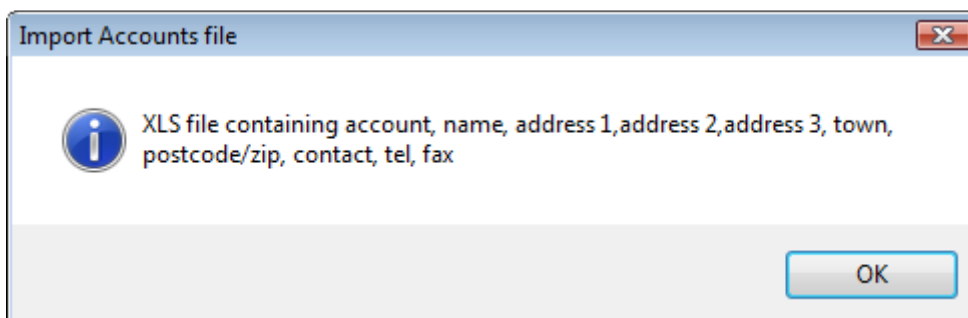 Import Accounts file
XLS file containing account, name, address 1,address 2,address 3, town,
postcode/zip, contact, tel, fax
OK